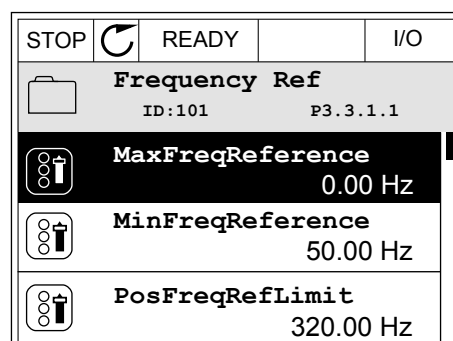 STOP READY I/O
Frequency Ref
ID:101 P3.3.1.1
MaxFreqReference
0.00 Hz
MinFreqReference
50.00 Hz
PosFreqRefLimit
320.00 Hz